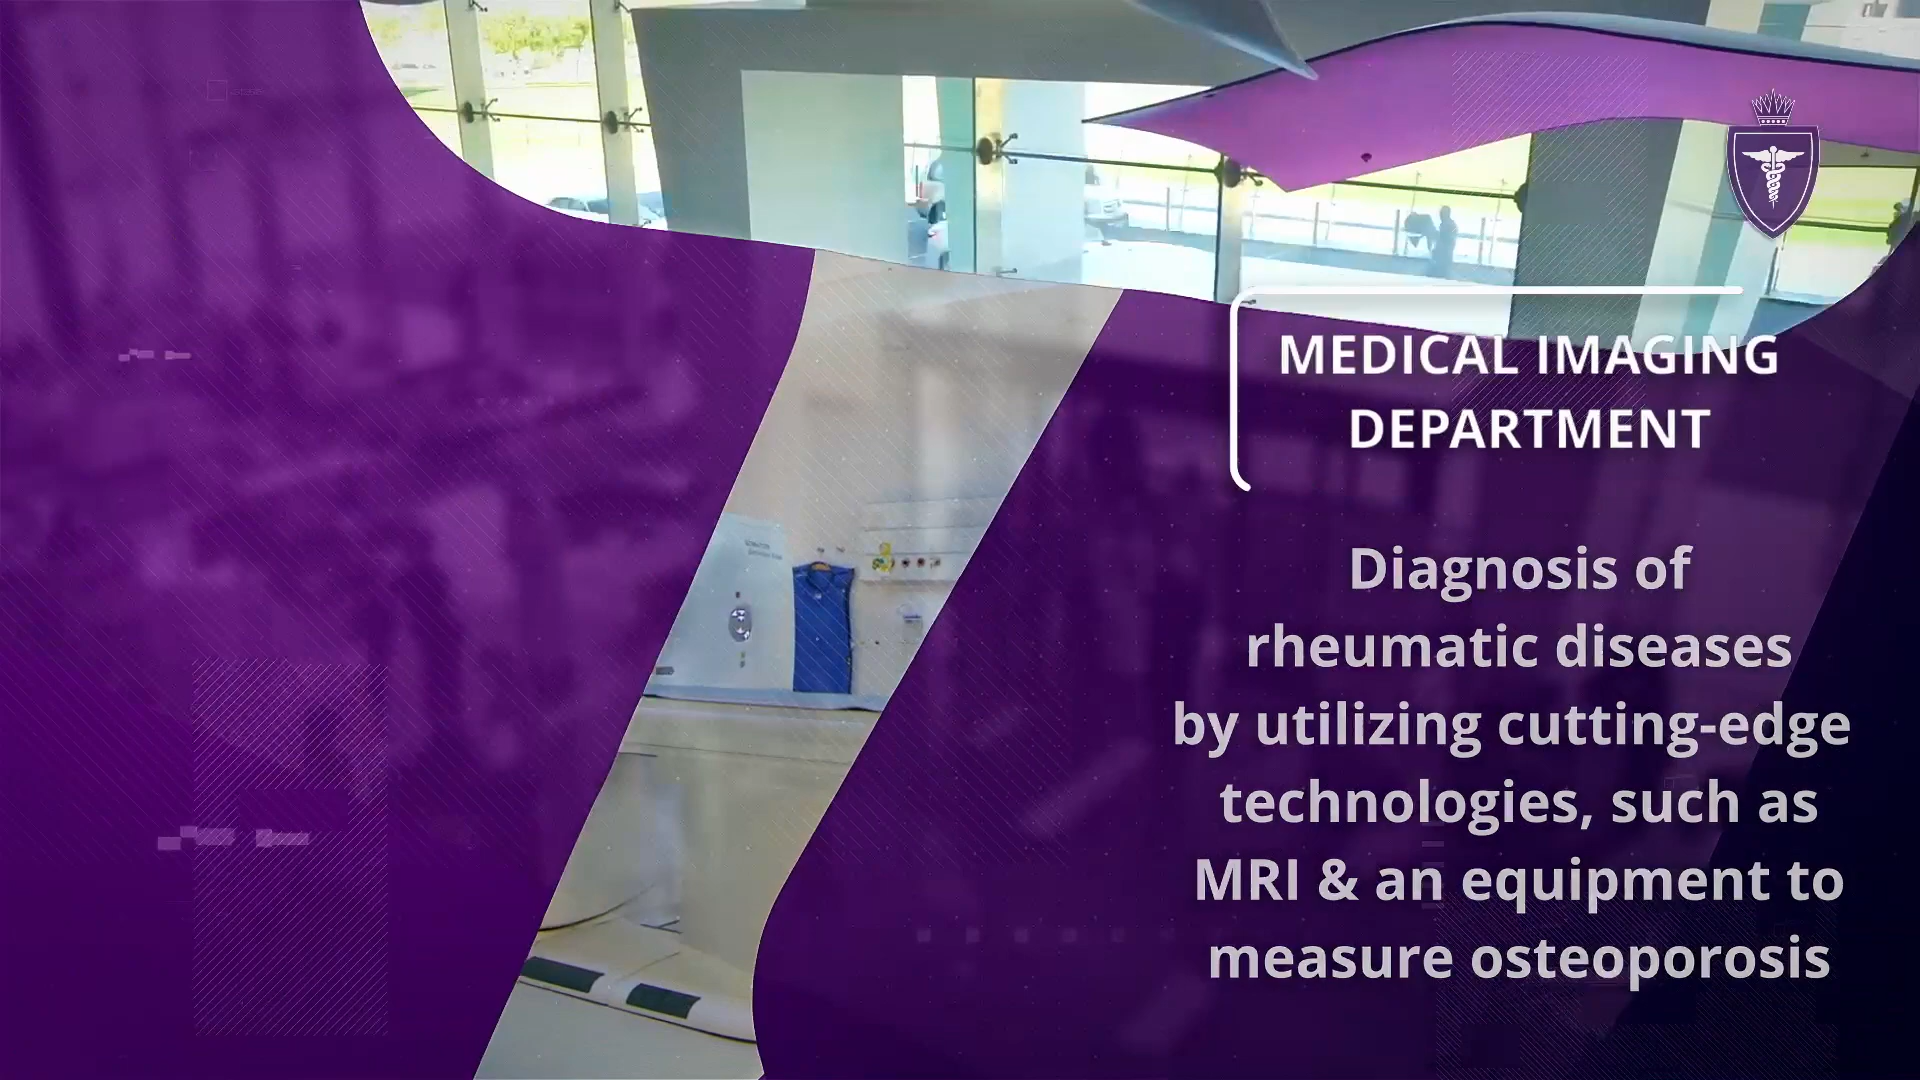 MEDICAL IMAGING
DEPARTMENT
Diagnosis of
rheumatic diseases
by utilizing cutting-edge
technologies, such as
MRI & an equipment to
measure osteoporosis